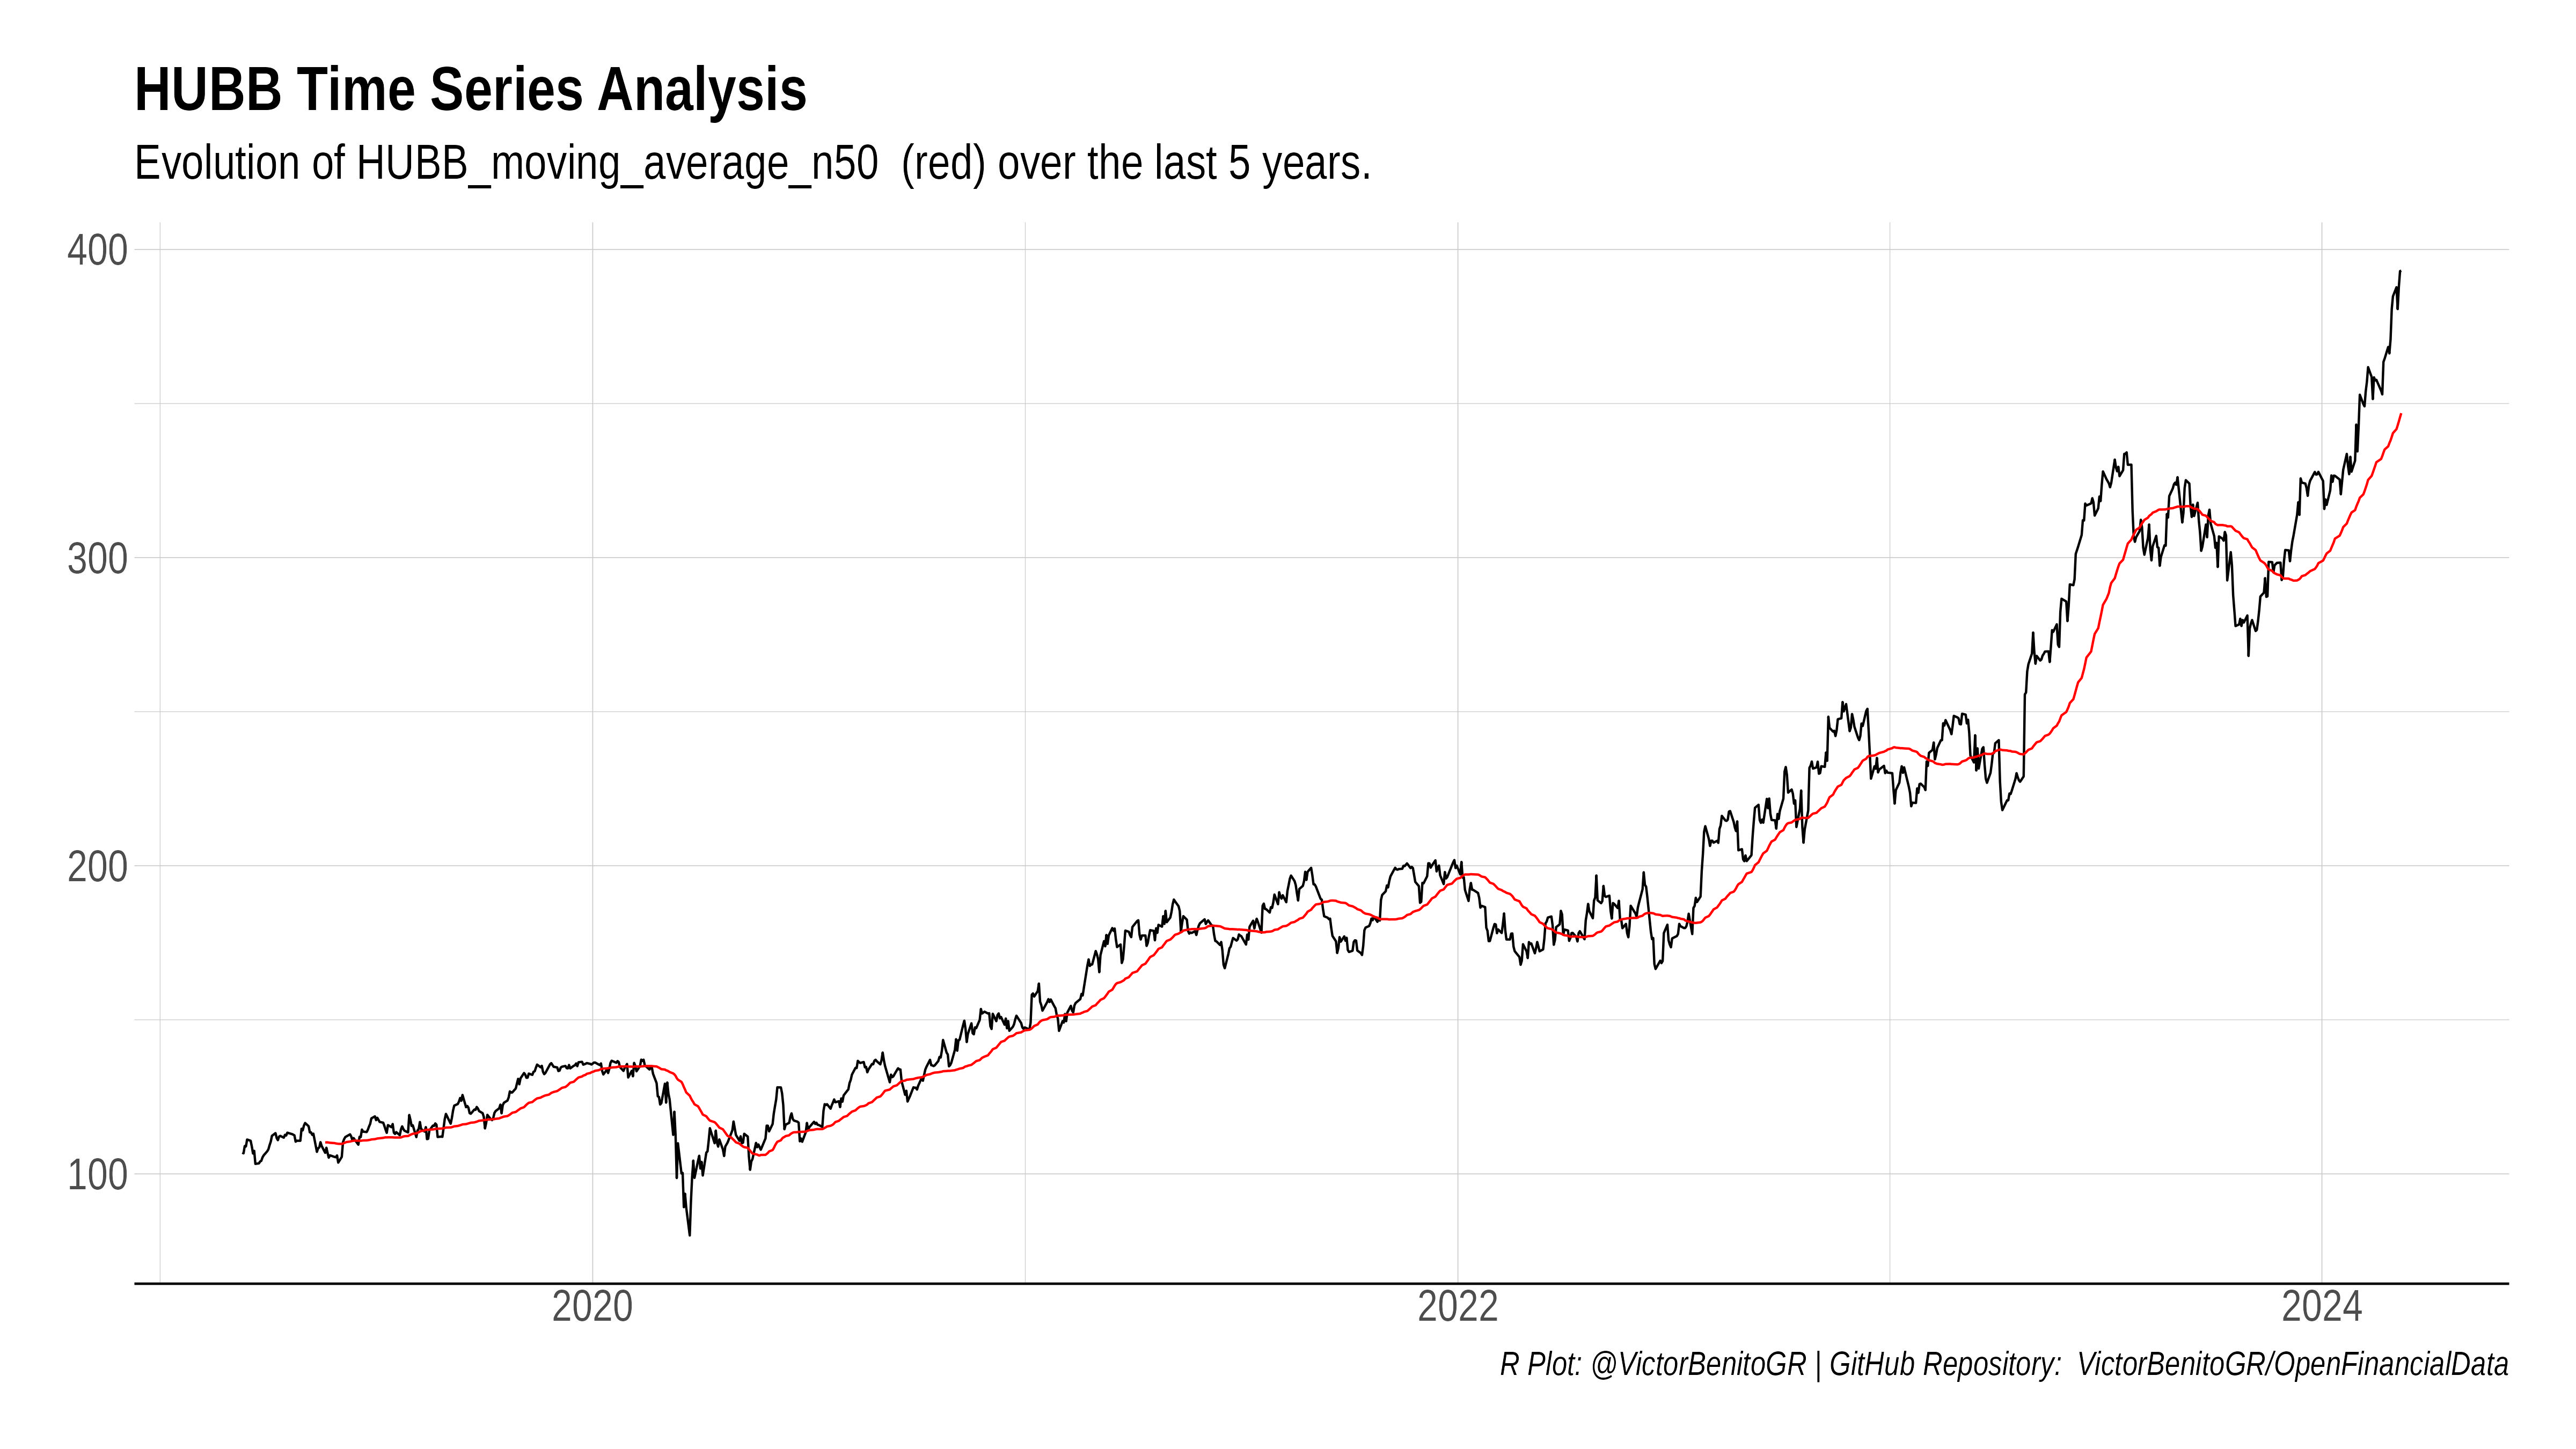 HUBB Time Series Analysis
Evolution of HUBB_moving_average_n50  (red) over the last 5 years.
400
300
200
100
2020 2022 2024
R Plot: @VictorBenitoGR | GitHub Repository:  VictorBenitoGR/OpenFinancialData